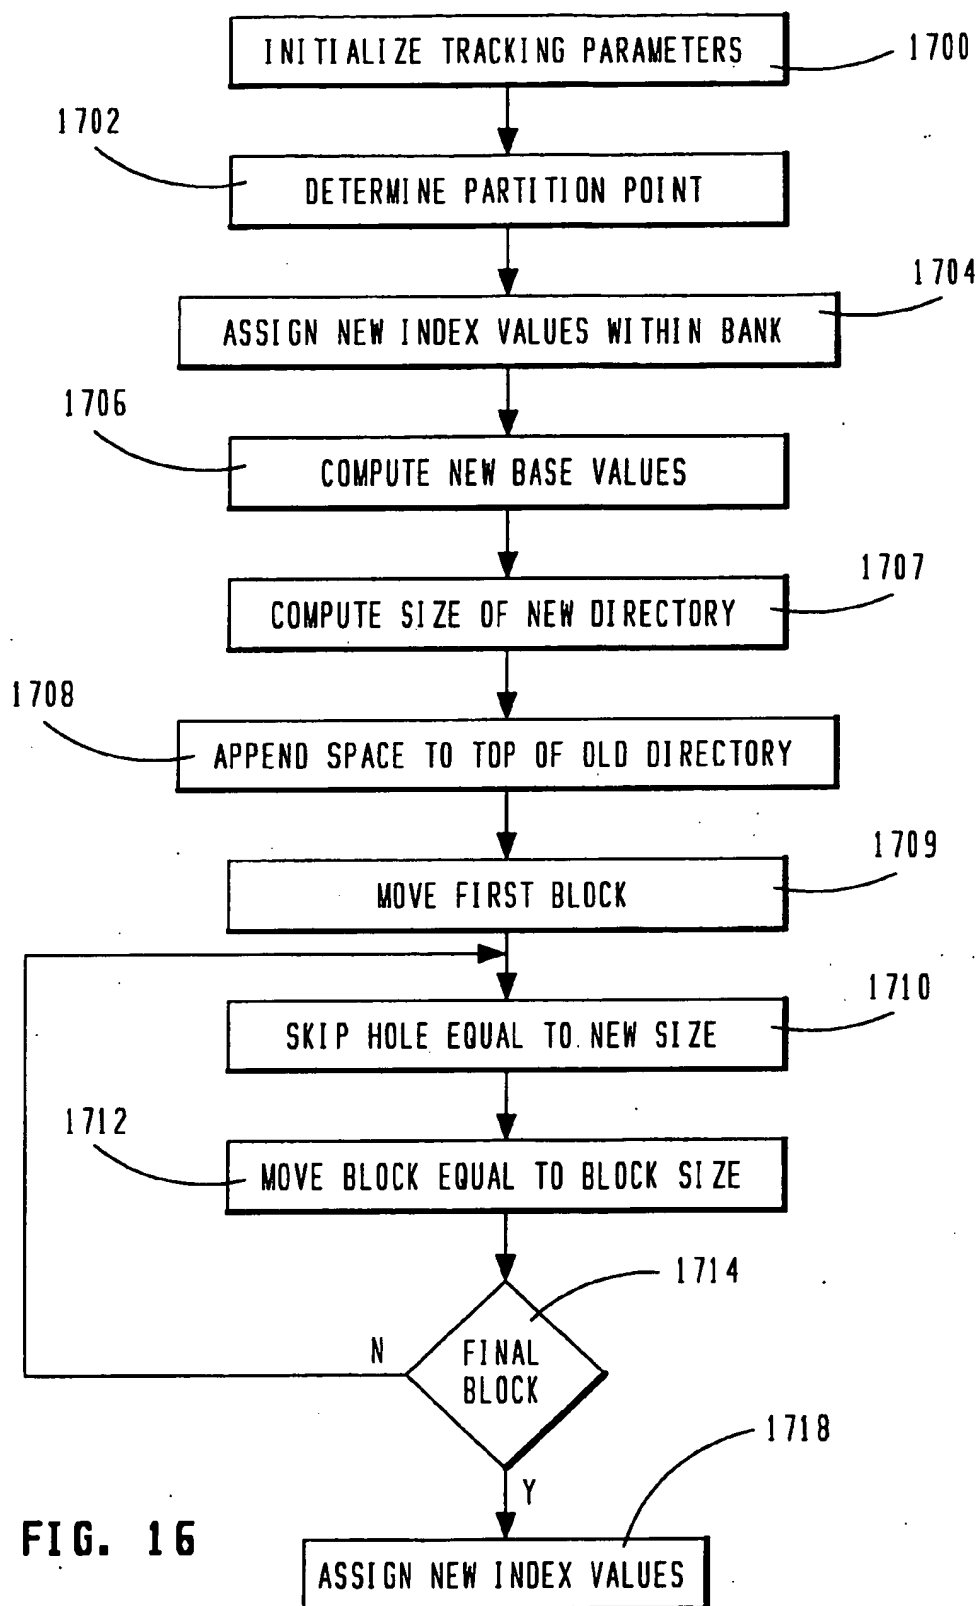 INITIALIZE TRACKING PARAMETERS
1700
1702
DETERMINE PARTITION POINT
1704
ASSIGN NEW INDEX VALUES WITHIN BANK
1706
COMPUTE NEW BASE VALUES
1707
COMPUTE SIZE OF NEW DIRECTORY
1708
APPEND SPACE TO TOP OF OLD DIRECTORY
1709
MOVE FIRST BLOCK
1710
SKIP HOLE EQUAL TO NEW SIZE
1712
MOVE BLOCK EQUAL TO BLOCK SIZE
1714
N
FINAL
BLOCK
1718
Y
FIG. 16
ASSIGN NEW INDEX VALUES